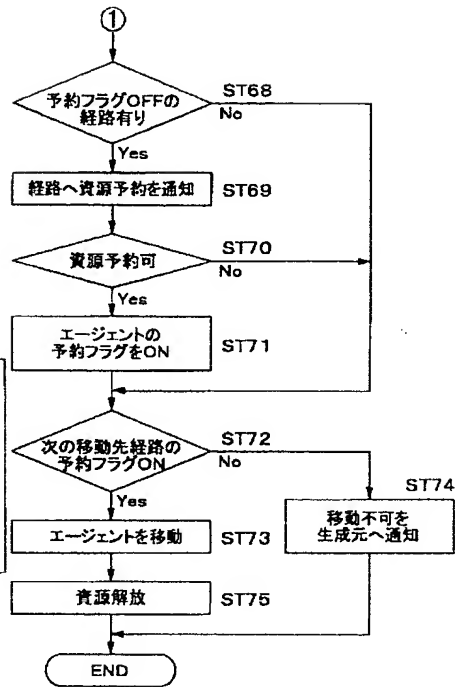 ①
予約フラグOFFの
経路有り
ST68
No
Yes
経路へ資源予約を通知
ST69
資源予約可
ST70
No
Yes
エージェントの
予約フラグをON
ST71
次の移動先経路の
予約フラグON
ST72
No
Yes
ST74
エージェントを移動
ST73
移動不可を
生成元へ通知
資源解放
ST75
END